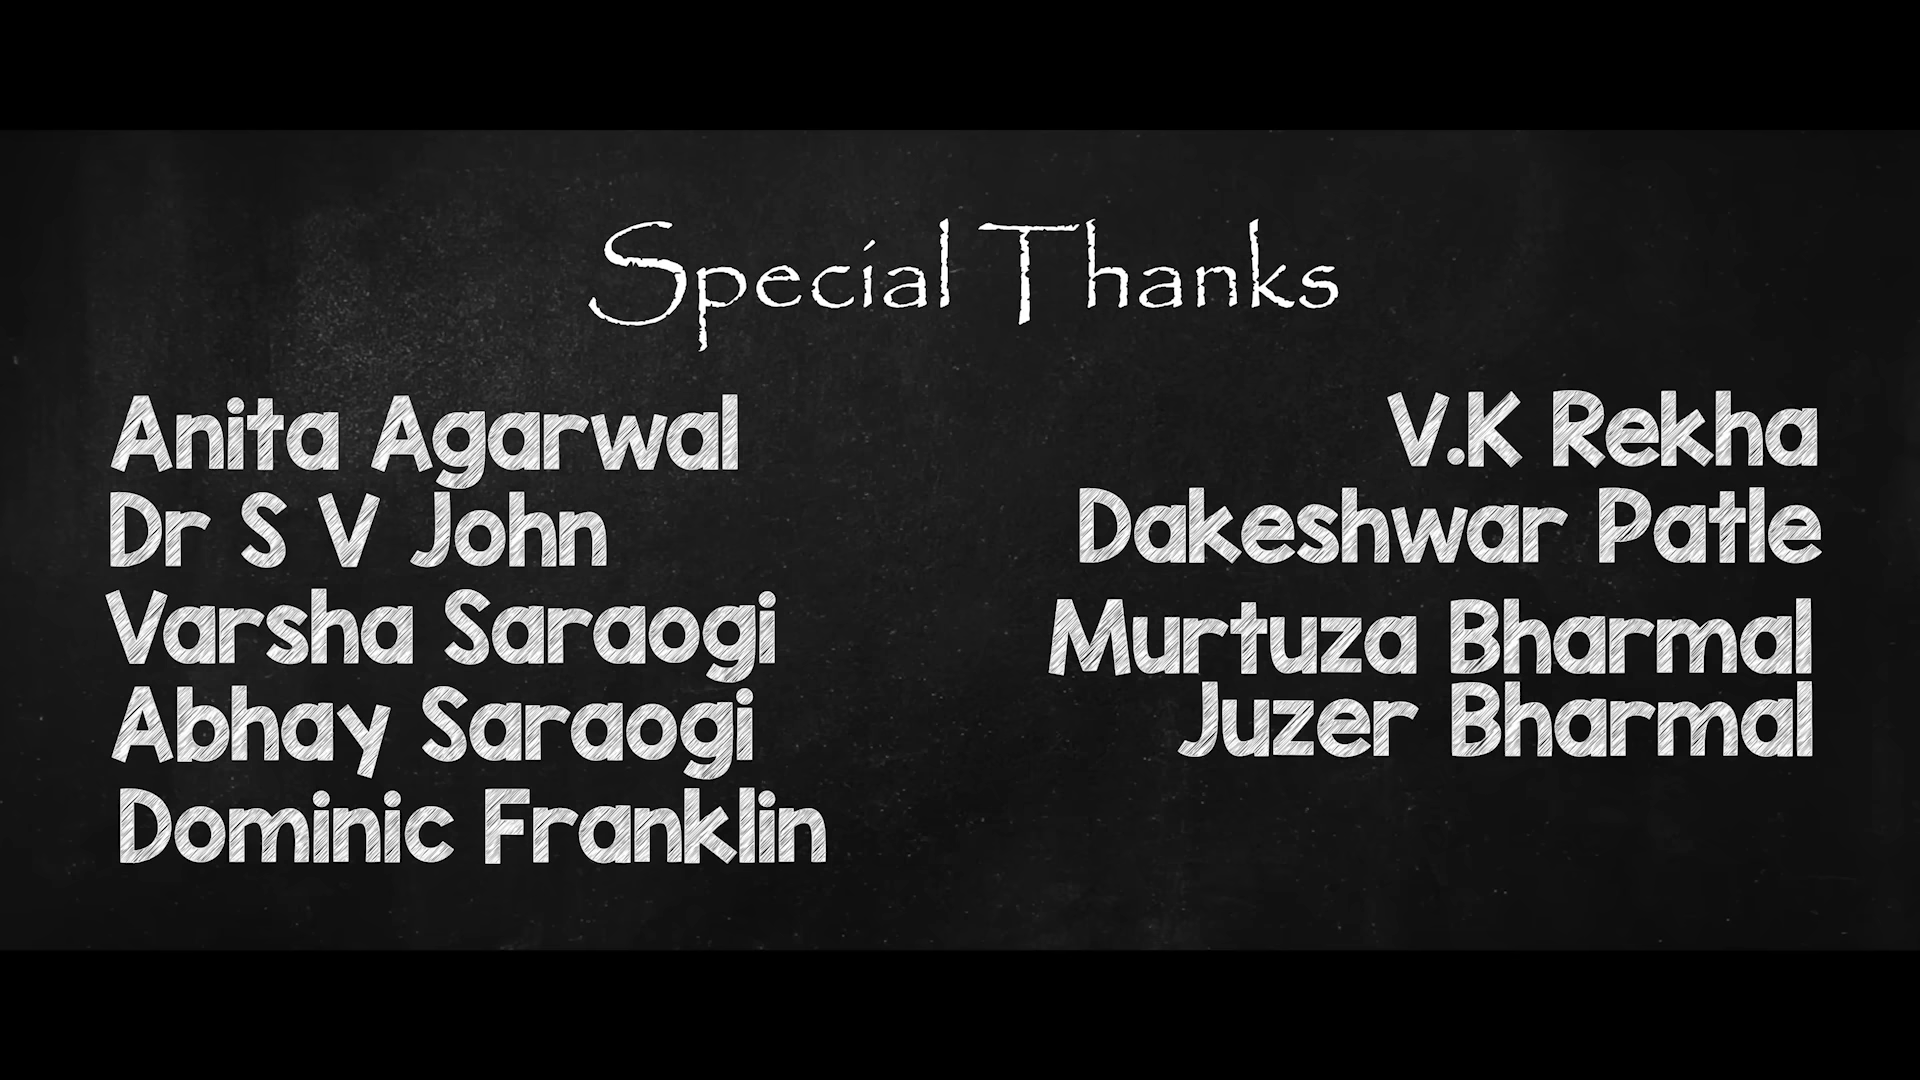 Special Thanks
Anita Agarwal
Dr S V John
Varsha Saraogi
Abhay Saraogi
Dominic Franklin
V.K Rekha
Dakeshwar Patle
Murtuza Bharmal
Juzer Bharmal